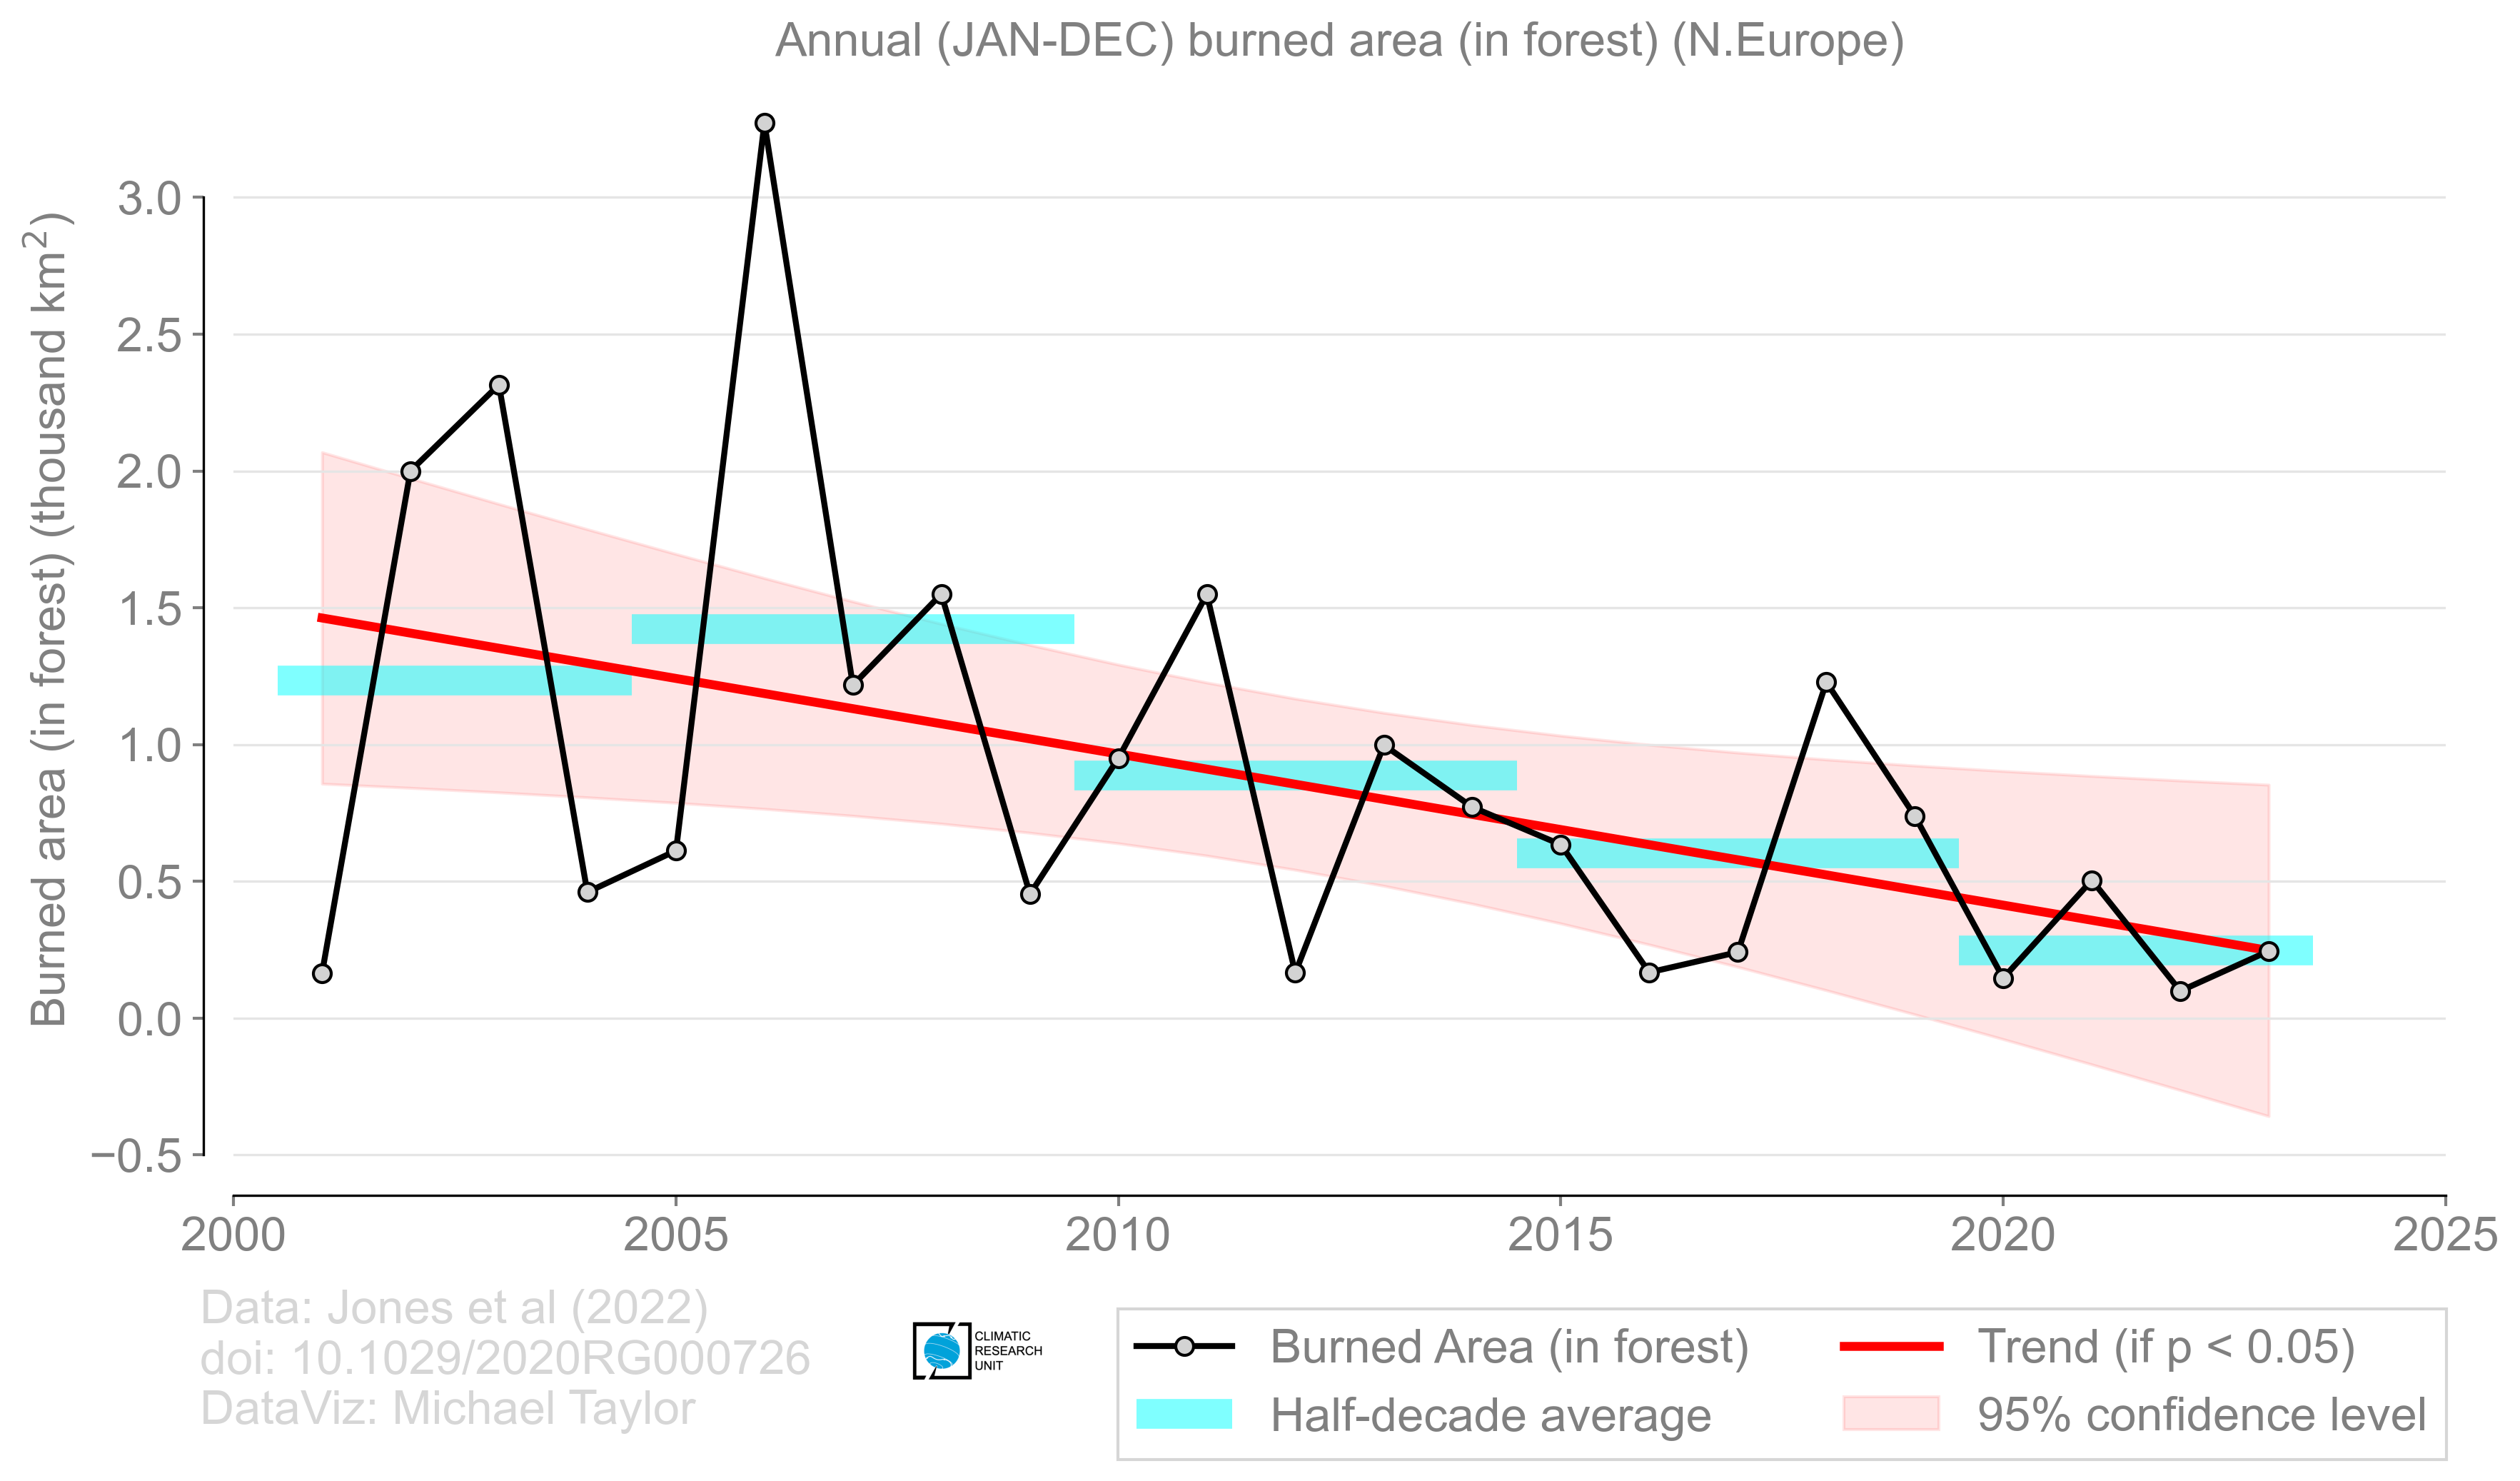 Annual (JAN-DEC) burned area (in forest) (N.Europe)
Burned area (in forest) (thousand km²)
3.0
2.5
2.0
1.5
1.0
0.5
0.0
−0.5
2000 2005 2010 2015 2020 2025
Data: Jones et al (2022)
doi: 10.1029/2020RG000726
DataViz: Michael Taylor
CLIMATIC
RESEARCH
UNIT
Burned Area (in forest)
Half-decade average
Trend (if p < 0.05)
95% confidence level